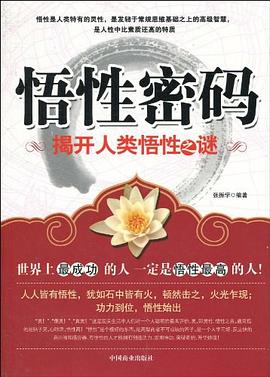 悟性是人类特有的灵性，是发轫于常规思维基础之上的高级智慧，
是人性中比素质还高的特质
悟性密码
揭开人类悟性之谜
张振学◎编著
世界上最成功的人一定是悟性最高的人！
人人皆有悟性，犹如石中皆有火，顿然击之，火光乍现；
功力到位，悟性始出
中国商业出版社